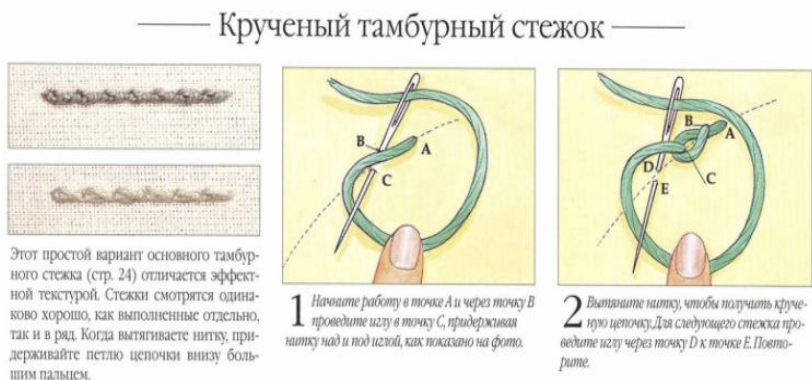 Крученый тамбурный стежок
Этот простой вариант основного тамбур-
ного стежка (стр. 24) отличается эффект-
ной текстурой. Стежки смотрятся одина-
ково хорошо, как выполненные отдельно,
так и в ряд. Когда вытягиваете нитку, при-
держивайте петлю цепочки внизу боль-
шим пальцем.
B
A
C
1 Начните работу в точке A и через точку B
проведите иглу в точку C, придерживая
нитку над и под иглой, как показано на фото.
B
A
D
C
E
2 Вытяните нитку, чтобы получить круче-
ную цепочку. Для следующего стежка про-
ведите иглу через точку D к точке E. Повто-
рите.